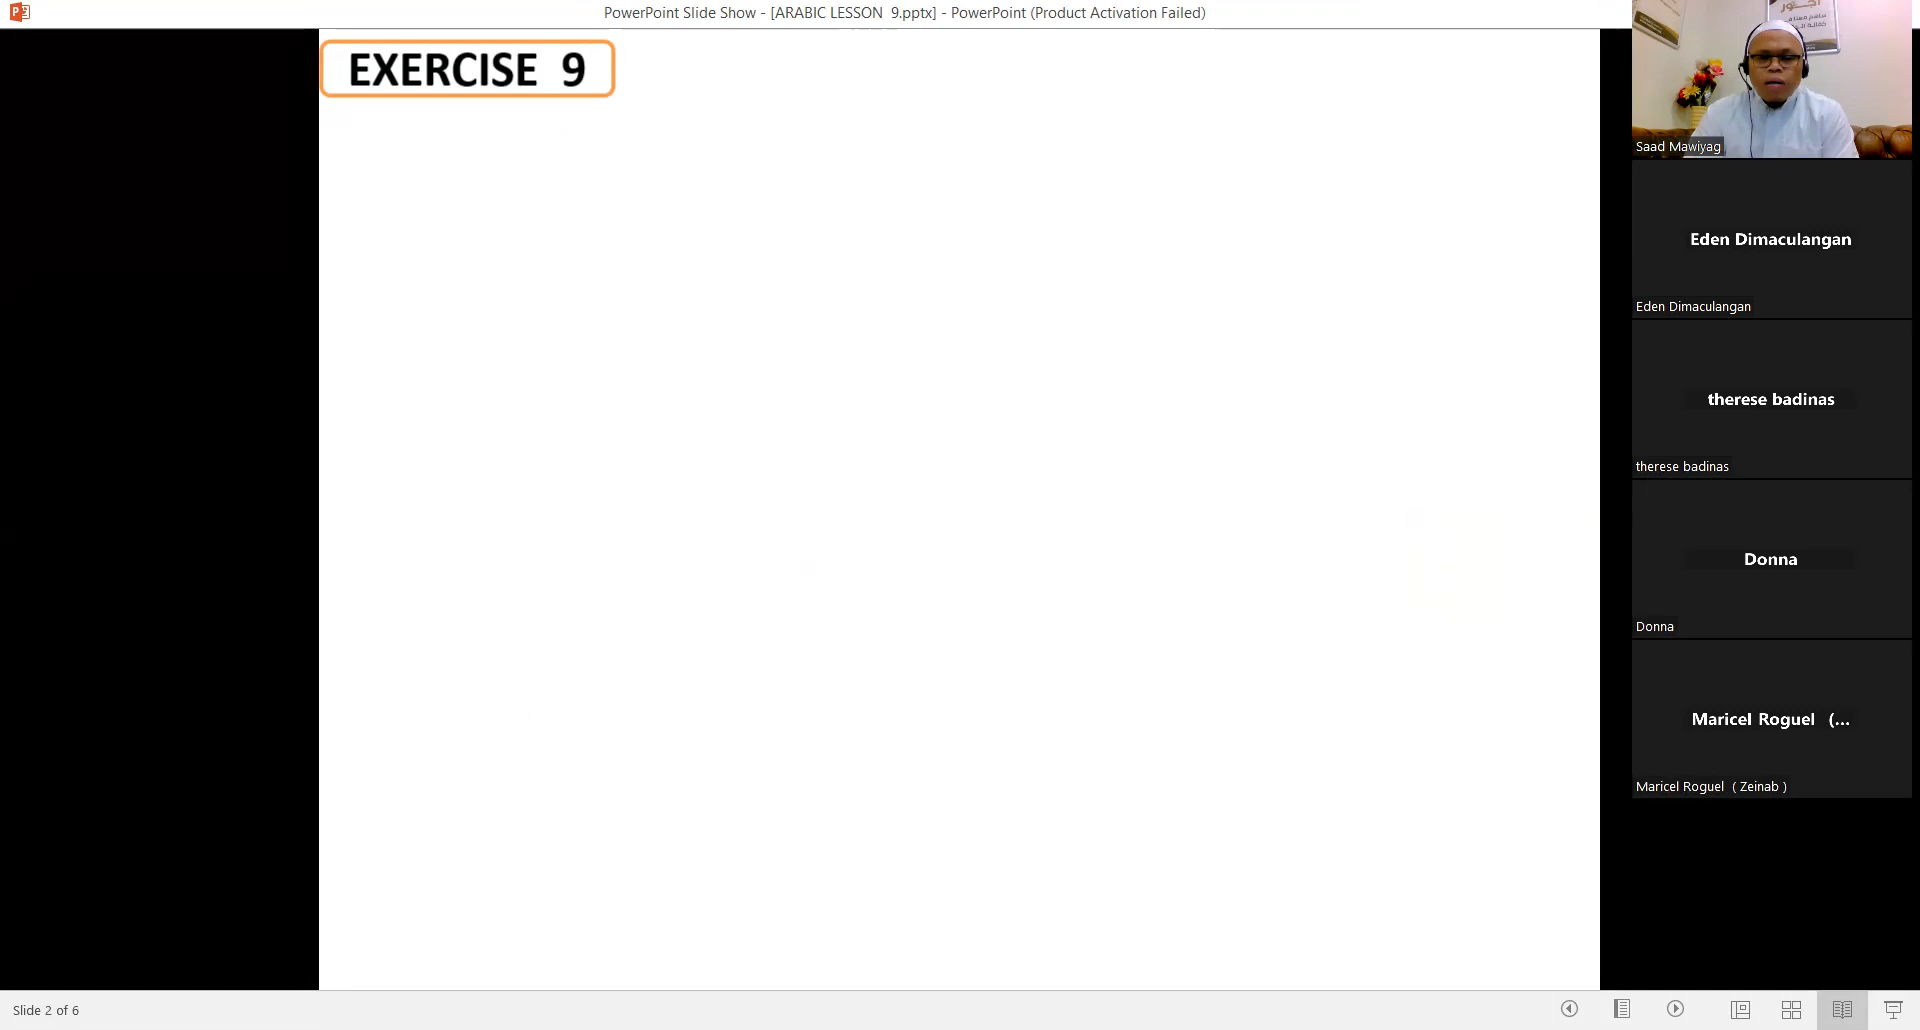 PowerPoint Slide Show - [ARABIC LESSON  9.pptx] - PowerPoint (Product Activation Failed)
EXERCISE 9
Saad Mawiyag
Eden Dimaculangan
Eden Dimaculangan
therese badinas
therese badinas
Donna
Donna
Maricel Roguel (...
Maricel Roguel ( Zeinab )
Slide 2 of 6